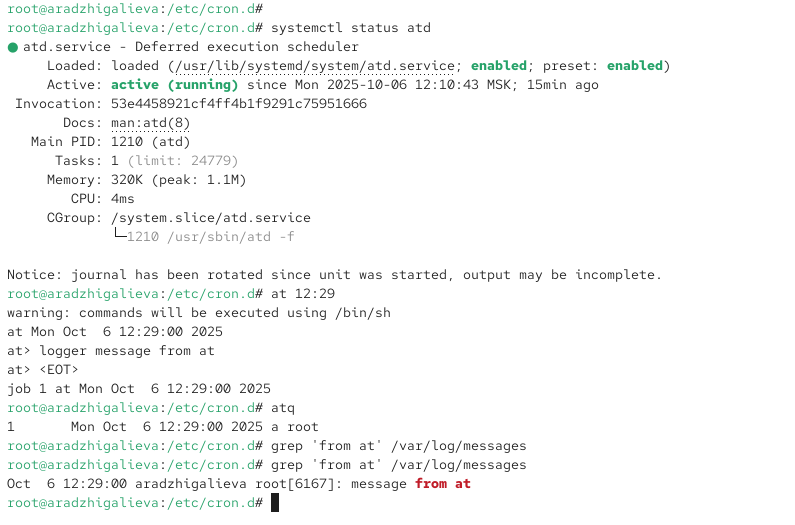 root@aradzhigalieva:/etc/cron.d#
root@aradzhigalieva:/etc/cron.d# systemctl status atd
● atd.service - Deferred execution scheduler
     Loaded: loaded (/usr/lib/systemd/system/atd.service; enabled; preset: enabled)
     Active: active (running) since Mon 2025-10-06 12:10:43 MSK; 15min ago
 Invocation: 53e4458921cf4ff4b1f9291c75951666
       Docs: man:atd(8)
   Main PID: 1210 (atd)
      Tasks: 1 (limit: 24779)
     Memory: 320K (peak: 1.1M)
        CPU: 4ms
     CGroup: /system.slice/atd.service
             └─1210 /usr/sbin/atd -f
Notice: journal has been rotated since unit was started, output may be incomplete.
root@aradzhigalieva:/etc/cron.d# at 12:29
warning: commands will be executed using /bin/sh
at Mon Oct  6 12:29:00 2025
at> logger message from at
at> <EOT>
job 1 at Mon Oct  6 12:29:00 2025
root@aradzhigalieva:/etc/cron.d# atq
1       Mon Oct  6 12:29:00 2025 a root
root@aradzhigalieva:/etc/cron.d# grep 'from at' /var/log/messages
root@aradzhigalieva:/etc/cron.d# grep 'from at' /var/log/messages
Oct  6 12:29:00 aradzhigalieva root[6167]: message from at
root@aradzhigalieva:/etc/cron.d#